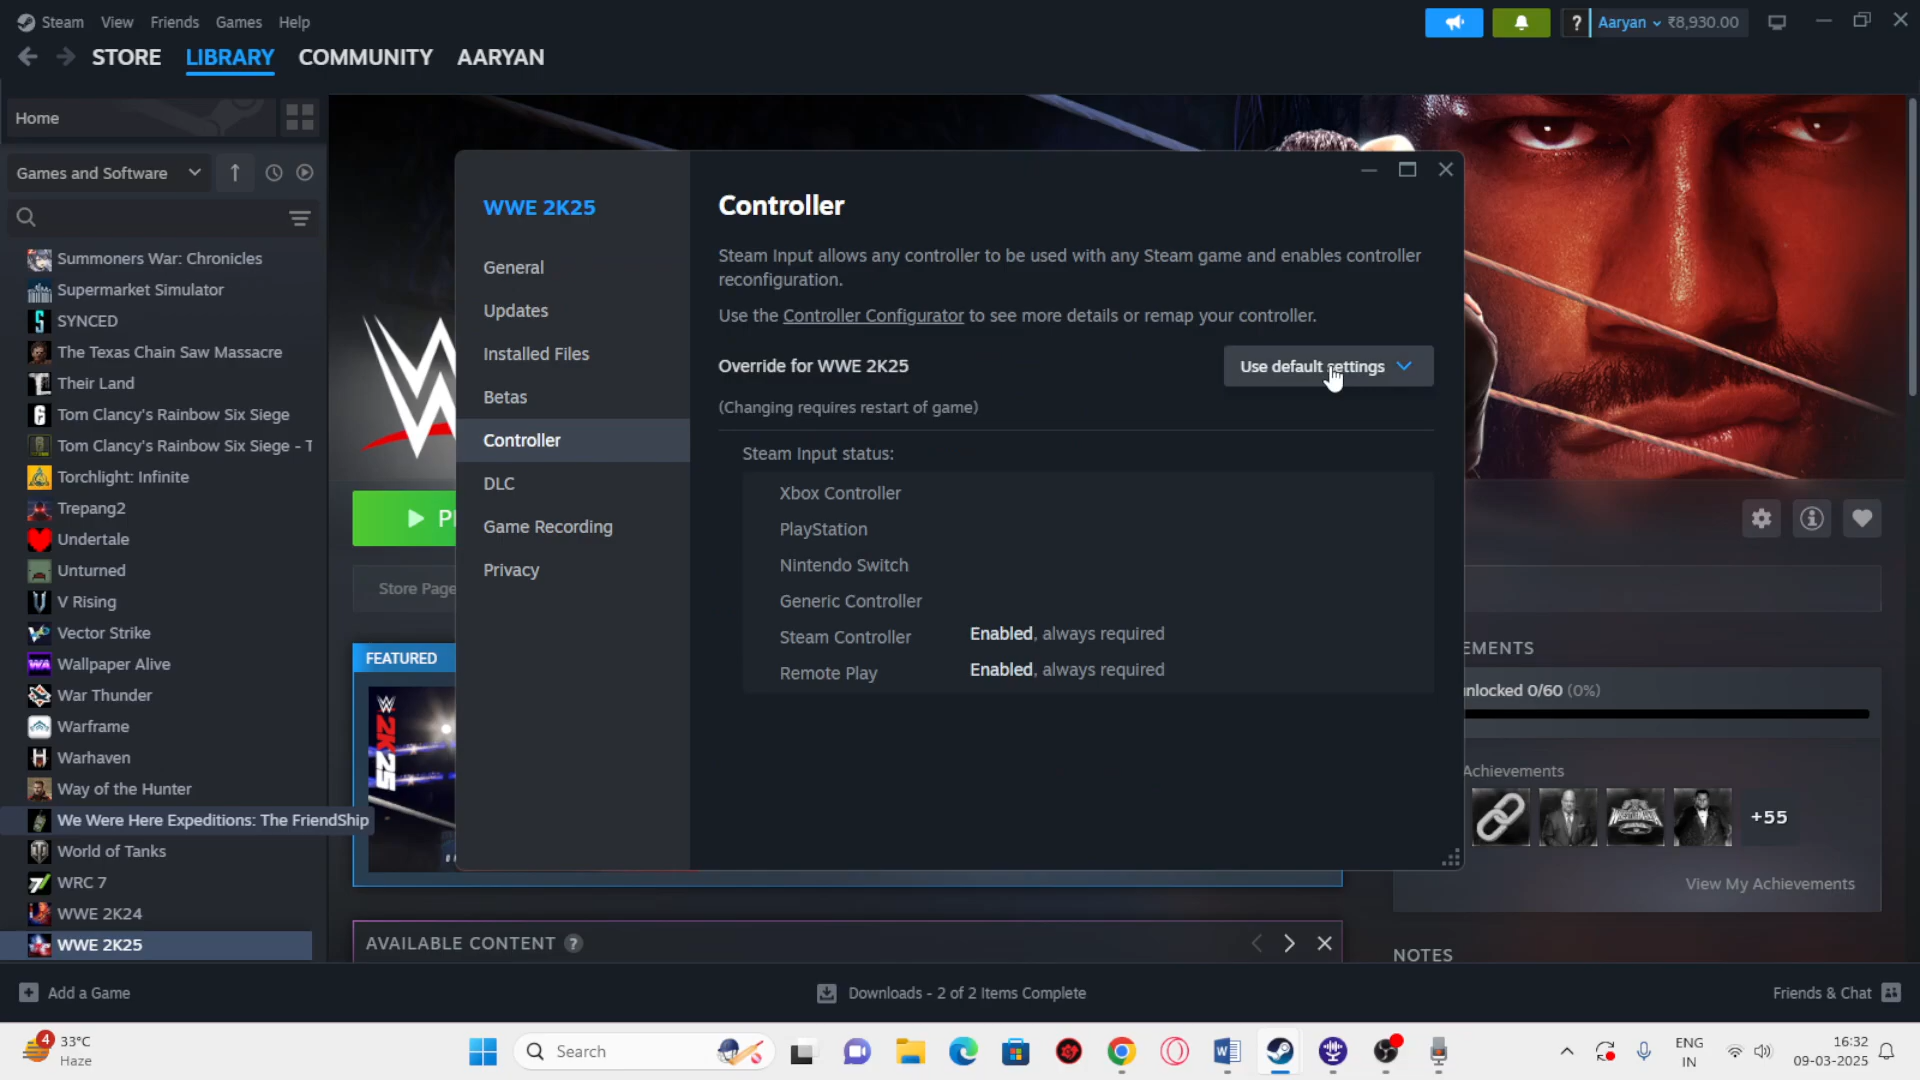 Steam View Friends Games Help
? Aaryan ₹8,930.00
STORE LIBRARY COMMUNITY AARYAN
Home
Games and Software
Summoners War: Chronicles
Supermarket Simulator
SYNCED
The Texas Chain Saw Massacre
Their Land
Tom Clancy's Rainbow Six Siege
Tom Clancy's Rainbow Six Siege - T
Torchlight: Infinite
Trepang2
Undertale
Unturned
V Rising
Vector Strike
Wallpaper Alive
War Thunder
Warframe
Warhaven
Way of the Hunter
We Were Here Expeditions: The FriendShip
World of Tanks
WRC 7
WWE 2K24
WWE 2K25
WWE 2K25
General
Updates
Installed Files
Betas
Controller
DLC
Game Recording
Privacy
Controller
Steam Input allows any controller to be used with any Steam game and enables controller
reconfiguration.
Use the Controller Configurator to see more details or remap your controller.
Override for WWE 2K25
Use default settings
(Changing requires restart of game)
Steam Input status:
Xbox Controller
PlayStation
Nintendo Switch
Generic Controller
Steam Controller Enabled, always required
Remote Play Enabled, always required
Store Page
FEATURED
2K25
EMENTS
nlocked 0/60 (0%)
Achievements
+55
View My Achievements
AVAILABLE CONTENT ?
NOTES
Add a Game
Downloads - 2 of 2 Items Complete
Friends & Chat
4
33°C
Haze
Search
ENG
IN
16:32
09-03-2025